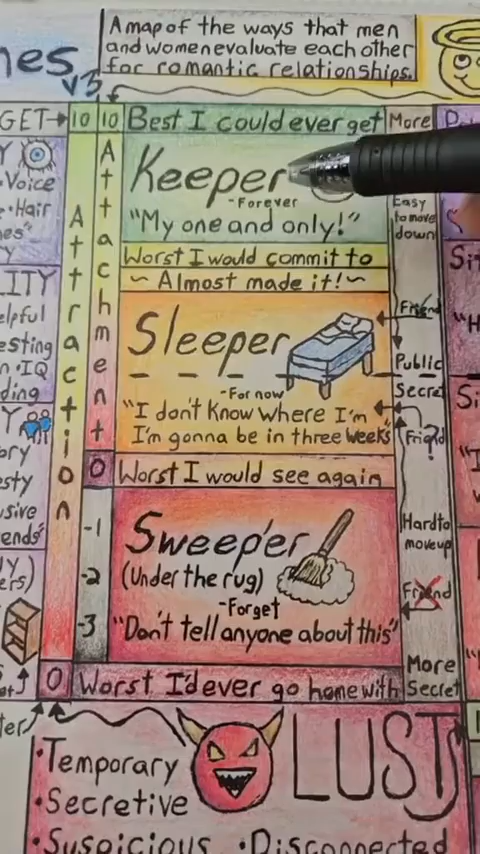 A map of the ways that men
and women evaluate each other
for romantic relationships.
V3
GET→ 10 10 Best I could ever get More
Attraction
Attachment
Keeper
-Forever
"My one and only!"
Easy
to move
down
Worst I would commit to
~ Almost made it! ~
Sleeper
Friend
Public
Secret
-For now
"I don't know where I'm
I'm gonna be in three weeks"
Friend?
0 Worst I would see again
-1
-2
-3
Sweeper
(Under the rug)
-Forget
"Don't tell anyone about this"
Hard to
move up
Friend
More
Secret
0 Worst I'd ever go home with
LUST
•Temporary
•Secretive
•Suspicious •Disconnected
•Voice
•Hair
IQ